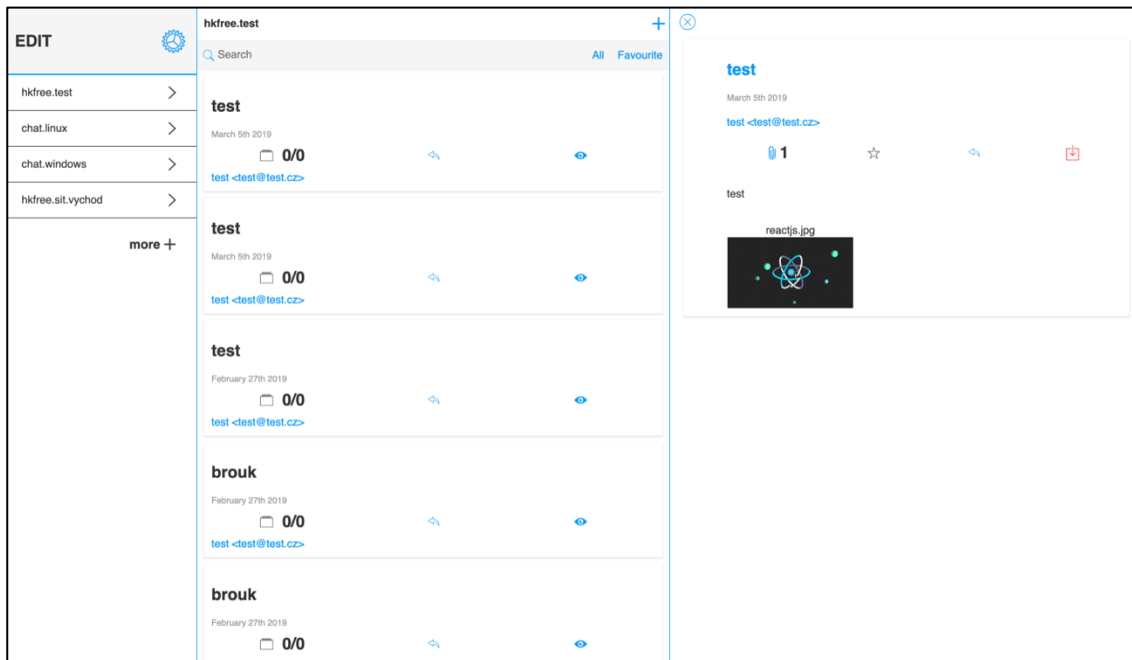 EDIT
hkfree.test
chat.linux
chat.windows
hkfree.sit.vychod
more
hkfree.test
Search
All Favourite
test
March 5th 2019
0/0
test <test@test.cz>
test
March 5th 2019
0/0
test <test@test.cz>
test
February 27th 2019
0/0
test <test@test.cz>
brouk
February 27th 2019
0/0
test <test@test.cz>
brouk
February 27th 2019
0/0
test
March 5th 2019
test <test@test.cz>
1
test
reactjs.jpg